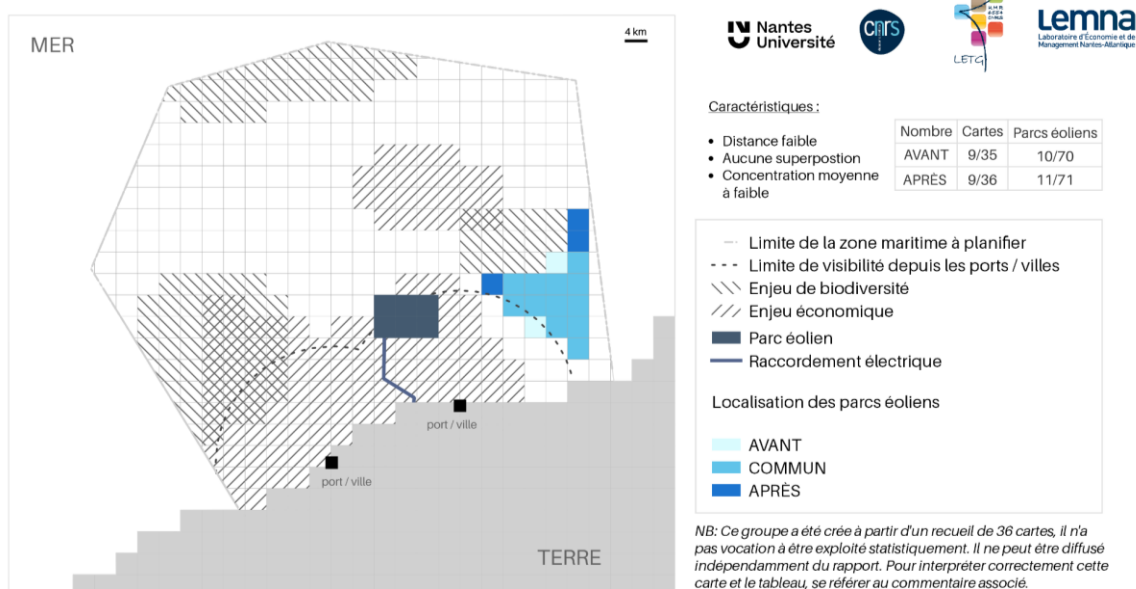 MER
4 km
port / ville
port / ville
TERRE
Nantes
Université
cnrs
LETG
Lemna
Laboratoire d'Économie et de
Management Nantes-Atlantique
Caractéristiques :
• Distance faible
• Aucune superpostion
• Concentration moyenne
à faible
Nombre Cartes Parcs éoliens
AVANT 9/35 10/70
APRÈS 9/36 11/71
Limite de la zone maritime à planifier
Limite de visibilité depuis les ports / villes
Enjeu de biodiversité
Enjeu économique
Parc éolien
Raccordement électrique
Localisation des parcs éoliens
AVANT
COMMUN
APRÈS
NB: Ce groupe a été crée à partir d'un recueil de 36 cartes, il n'a
pas vocation à être exploité statistiquement. Il ne peut être diffusé
indépendamment du rapport. Pour interpréter correctement cette
carte et le tableau, se référer au commentaire associé.